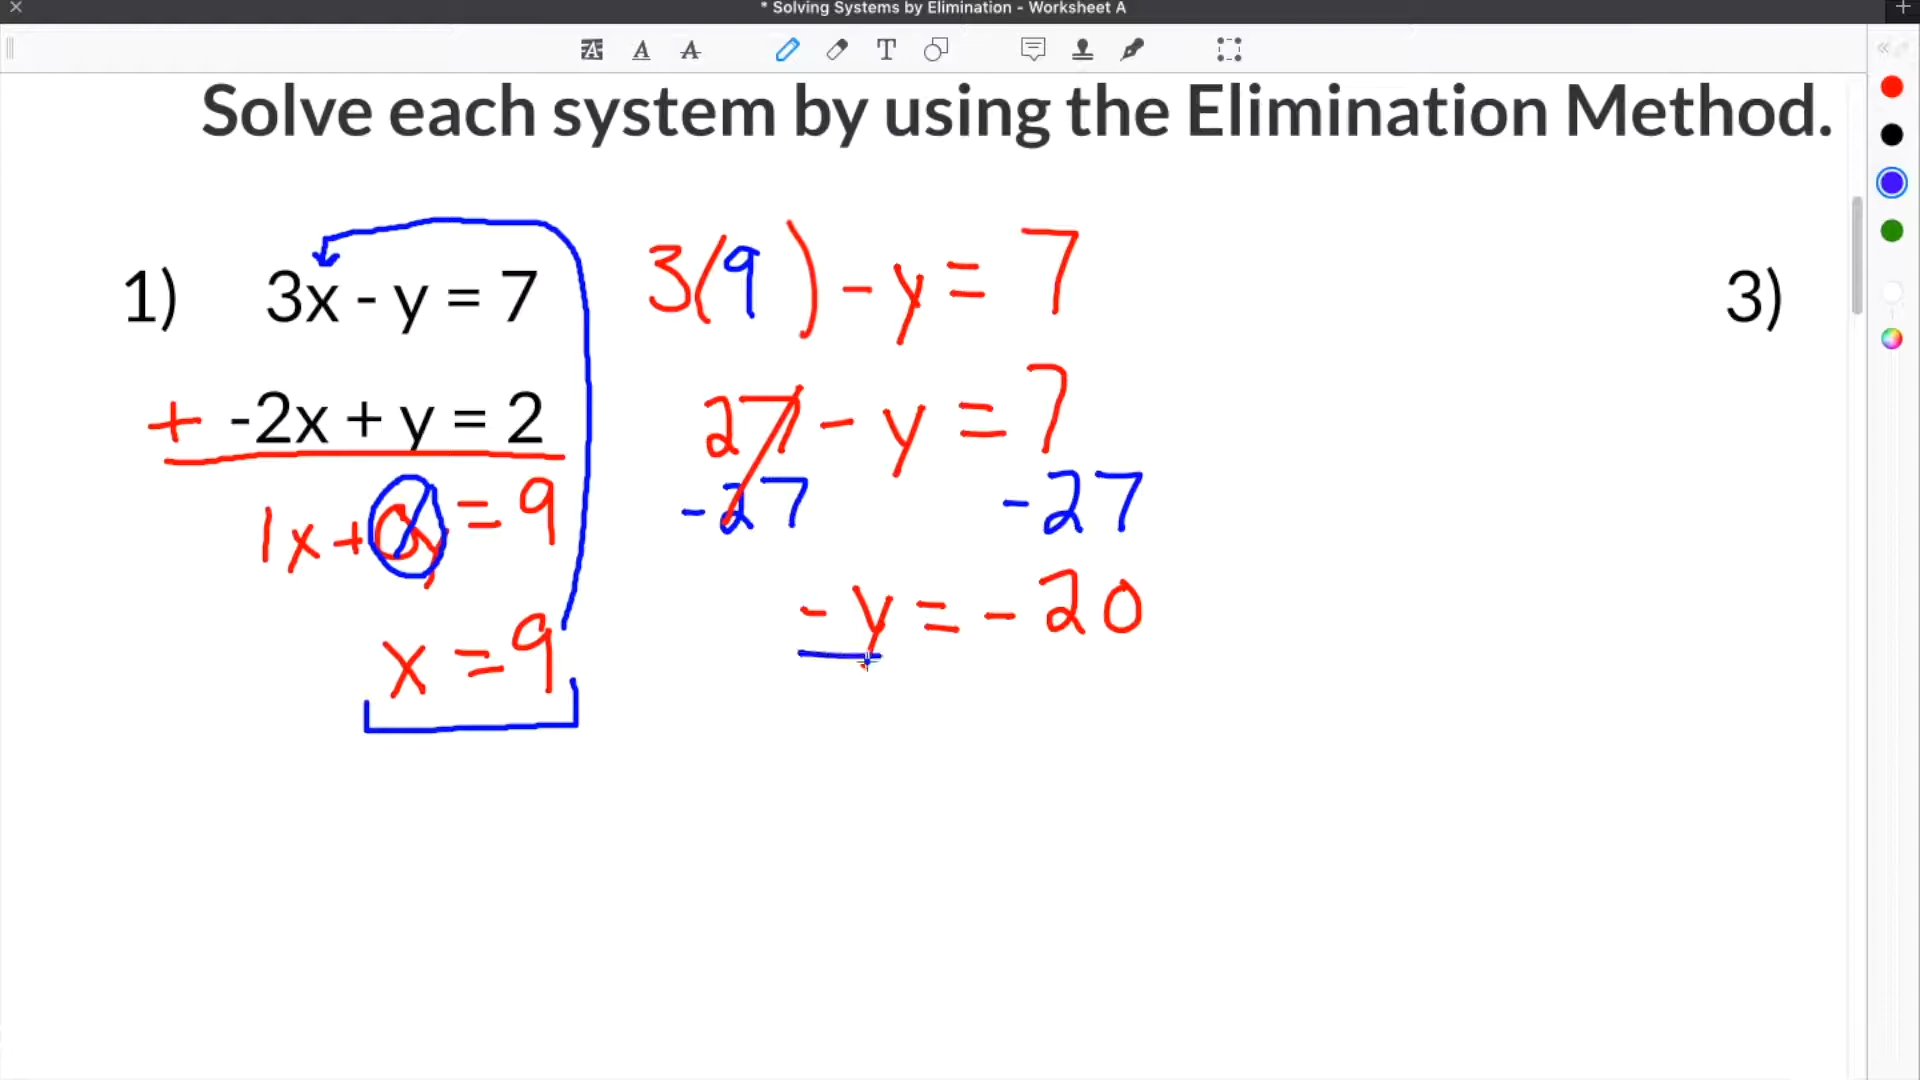 * Solving Systems by Elimination - Worksheet A
Solve each system by using the Elimination Method.
1) 3x - y = 7
+ -2x + y = 2
1x + 0y = 9
x = 9
3(9) - y = 7
27 - y = 7
-27 -27
- y = - 20
3)